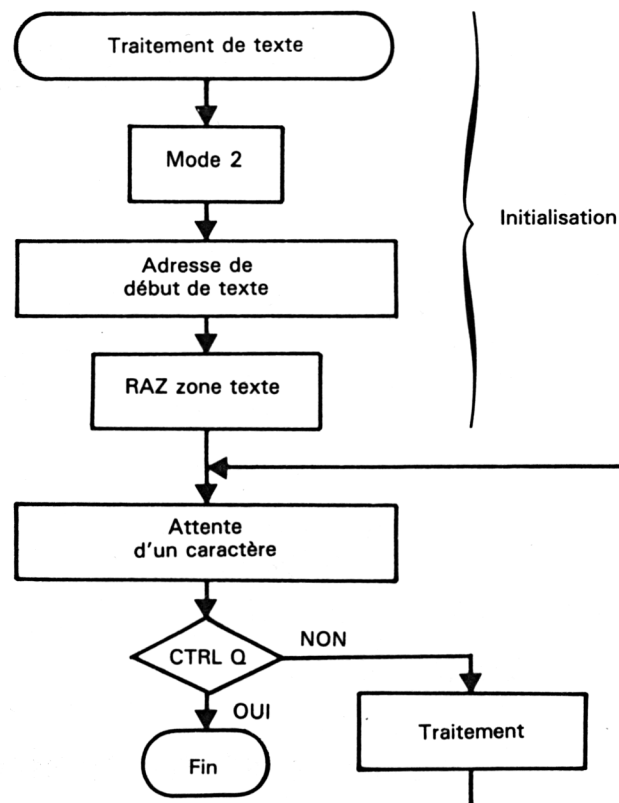 Traitement de texte
Mode 2
Initialisation
Adresse de
début de texte
RAZ zone texte
Attente
d'un caractère
CTRL Q
NON
OUI
Traitement
Fin